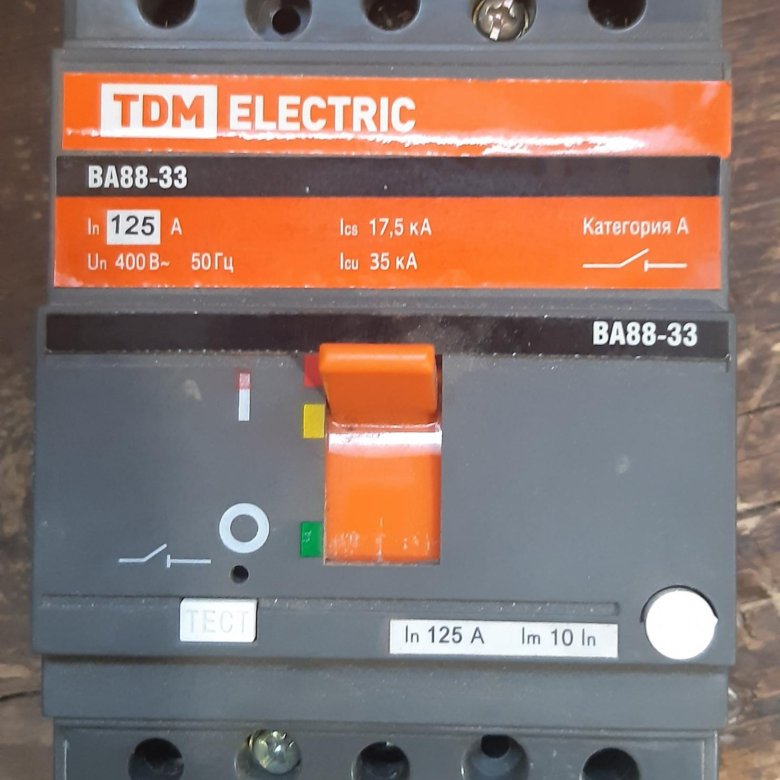 TDM ELECTRIC
ВА88-33
In 125 А Ics 17,5 кА Категория А
Un 400 В~ 50 Гц Icu 35 кА
ВА88-33
ТЕСТ
In 125 A Im 10 In